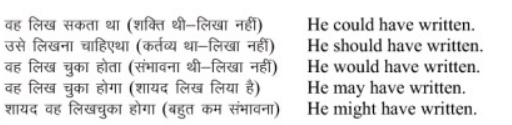 वह लिख सकता था (शक्ति थी–लिखा नहीं) He could have written.
उसे लिखना चाहिएथा (कर्तव्य था–लिखा नहीं) He should have written.
वह लिख चुका होता (संभावना थी–लिखा नहीं) He would have written.
वह लिख चुका होगा (शायद लिख लिया है) He may have written.
शायद वह लिखचुका होगा (बहुत कम संभावना) He might have written.